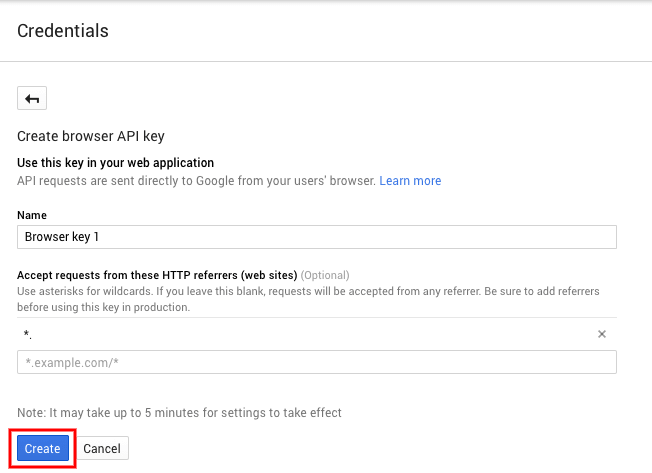 Credentials
Create browser API key
Use this key in your web application
API requests are sent directly to Google from your users' browser. Learn more
Name
Browser key 1
Accept requests from these HTTP referrers (web sites) (Optional)
Use asterisks for wildcards. If you leave this blank, requests will be accepted from any referrer. Be sure to add referrers
before using this key in production.
*.
*.example.com/*
Note: It may take up to 5 minutes for settings to take effect
Create Cancel